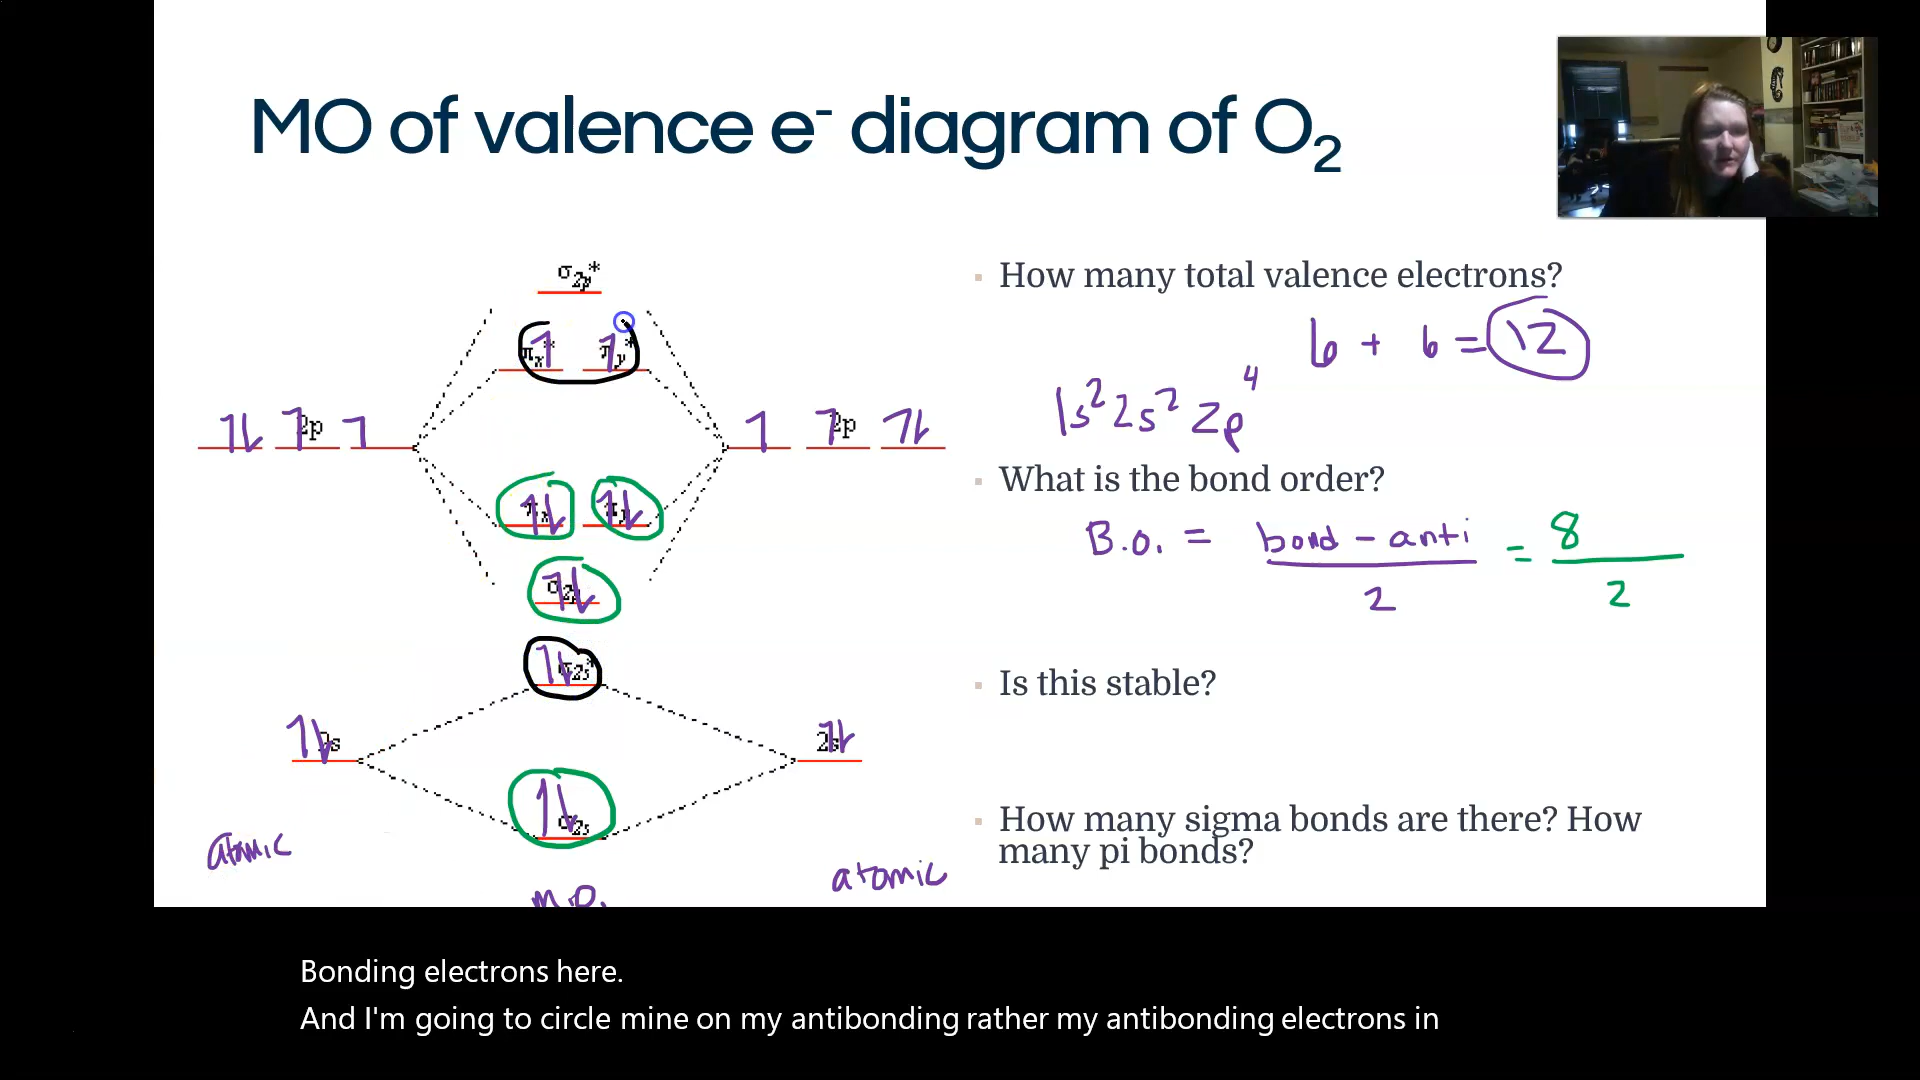 MO of valence e⁻ diagram of O₂
σ2p*
πx* πy*
2p 2p
σ2p
σ2s*
2s 2s
σ2s
atomic
M.O.
atomic
▪ How many total valence electrons?
6 + 6 = 12
1s² 2s² 2p⁴
▪ What is the bond order?
B.O. = bond - anti / 2 = 8 / 2
▪ Is this stable?
▪ How many sigma bonds are there? How
many pi bonds?
Bonding electrons here.
And I'm going to circle mine on my antibonding rather my antibonding electrons in